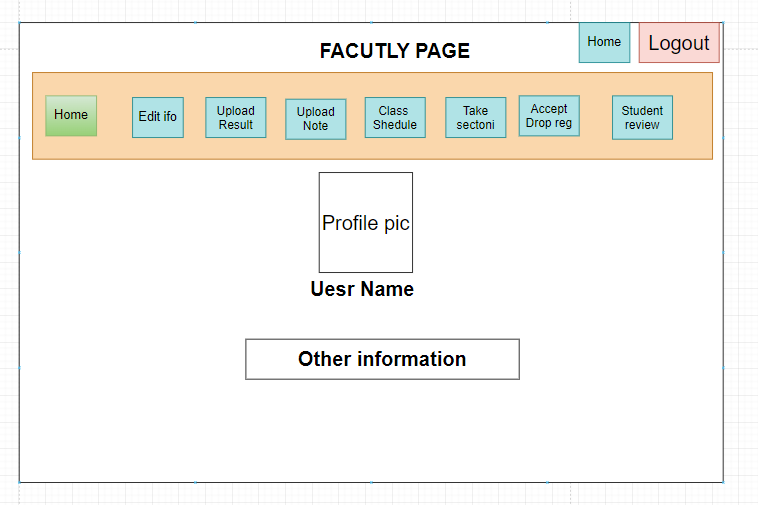 FACUTLY PAGE
Home
Logout
Home
Edit ifo
Upload
Result
Upload
Note
Class
Shedule
Take
sectoni
Accept
Drop reg
Student
review
Profile pic
Uesr Name
Other information